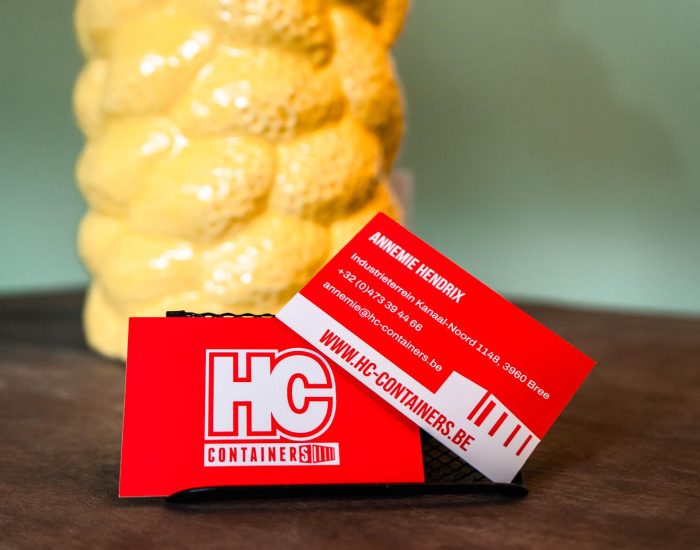 HC
CONTAINERS
ANNEMIE HENDRIX
Industrieterrein Kanaal-Noord 1148, 3960 Bree
+32 (0)473 39 44 66
annemie@hc-containers.be
WWW.HC-CONTAINERS.BE